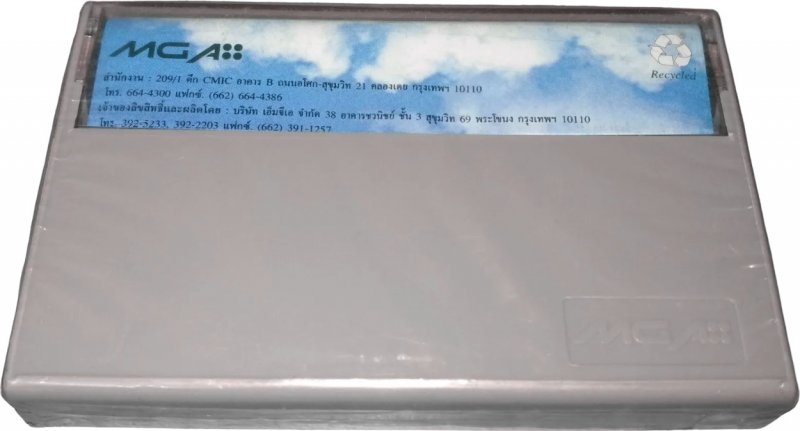 MGA
Recycled
สำนักงาน : 209/1 ตึก CMIC อาคาร B ถนนอโศก-สุขุมวิท 21 คลองเตย กรุงเทพฯ 10110
โทร. 664-4300 แฟกซ์. (662) 664-4386
เจ้าของลิขสิทธิ์และผลิตโดย : บริษัท เอ็มจีเอ จำกัด 38 อาคารชวนิชย์ ชั้น 3 สุขุมวิท 69 พระโขนง กรุงเทพฯ 10110
โทร. 392-5233, 392-2203 แฟกซ์. (662) 391-1257
MGA